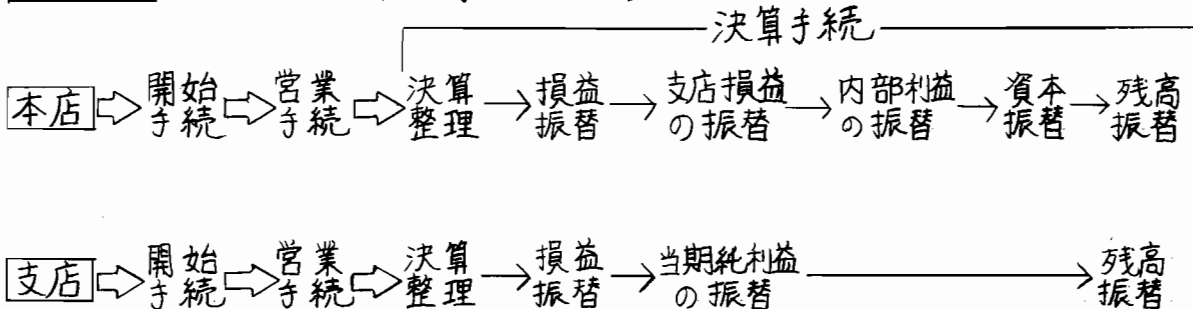 決算手続
本店 ⇨ 開始手続 ⇨ 営業手続 ⇨ 決算整理 → 損益振替 → 支店損益の振替 → 内部利益の振替 → 資本振替 → 残高振替
支店 ⇨ 開始手続 ⇨ 営業手続 ⇨ 決算整理 → 損益振替 → 当期純利益の振替 → 残高振替